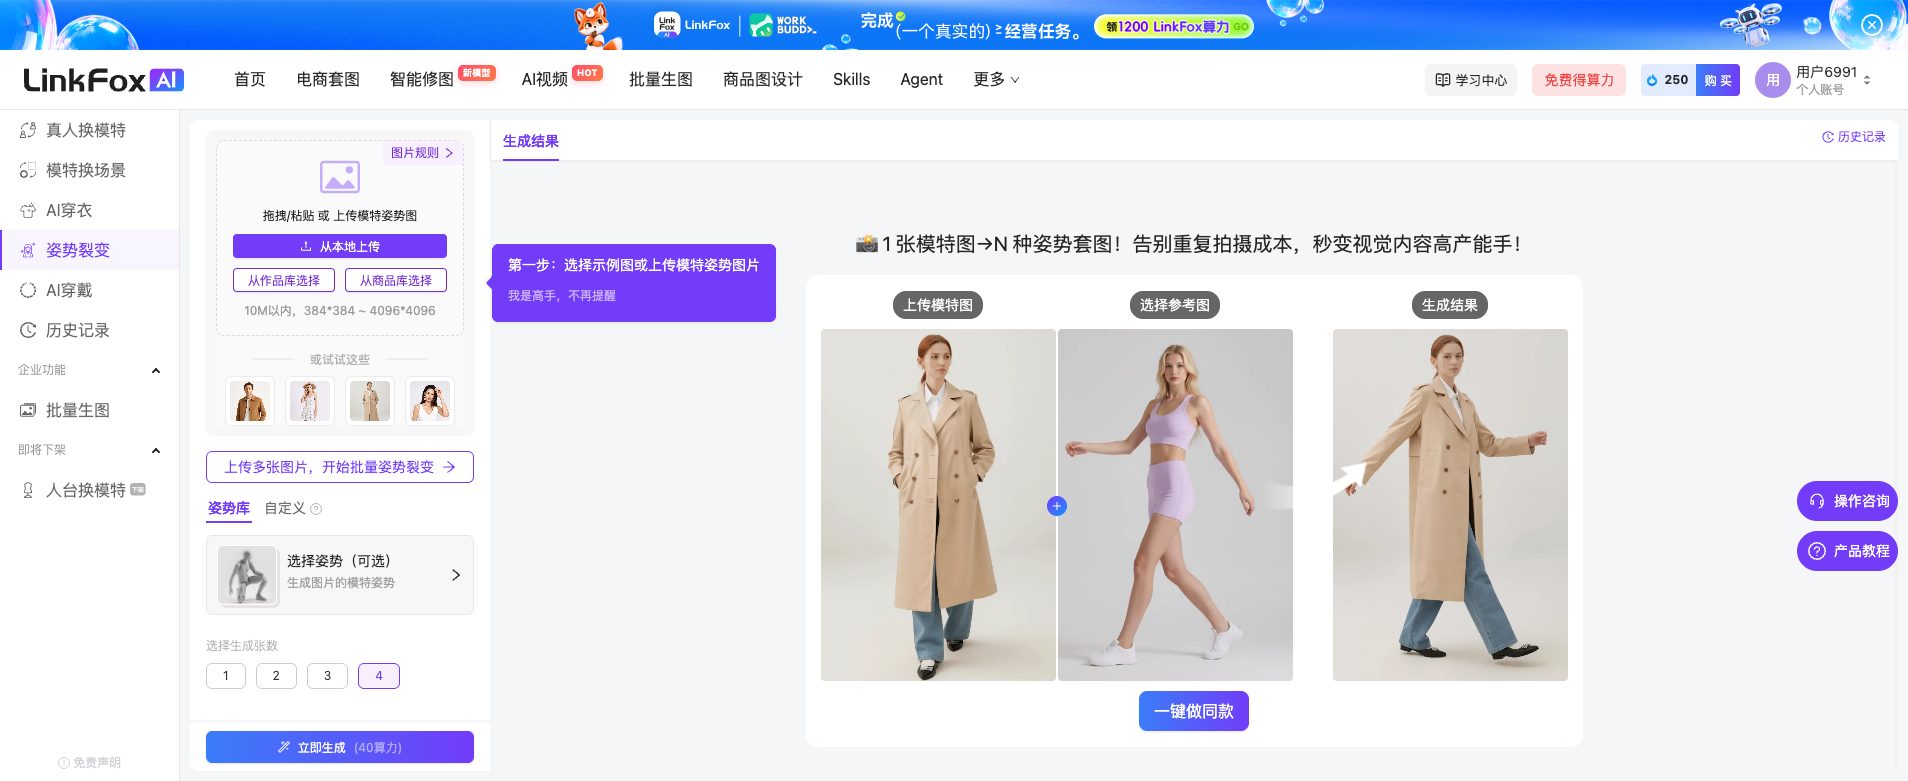 Link Fox AI LinkFox WORK BUDD>_ 完成 (一个真实的) 经营任务。 领1200 LinkFox算力 GO
LinkFox AI
首页 电商套图 智能修图 新模型 AI视频 HOT 批量生图 商品图设计 Skills Agent 更多
学习中心 免费得算力 250 购买 用 用户6991
个人账号
真人换模特
模特换场景
AI穿衣
姿势裂变
AI穿戴
历史记录
企业功能
批量生图
即将下架
人台换模特 下架
免责声明
图片规则
拖拽/粘贴 或 上传模特姿势图
从本地上传
从作品库选择 从商品库选择
10M以内，384*384 ~ 4096*4096
或试试这些
上传多张图片，开始批量姿势裂变
姿势库 自定义
选择姿势（可选）
生成图片的模特姿势
选择生成张数
1 2 3 4
立即生成 (40算力)
第一步：选择示例图或上传模特姿势图片
我是高手，不再提醒
生成结果 历史记录
1 张模特图→N 种姿势套图！告别重复拍摄成本，秒变视觉内容高产能手！
上传模特图 选择参考图 生成结果
一键做同款
操作咨询
产品教程